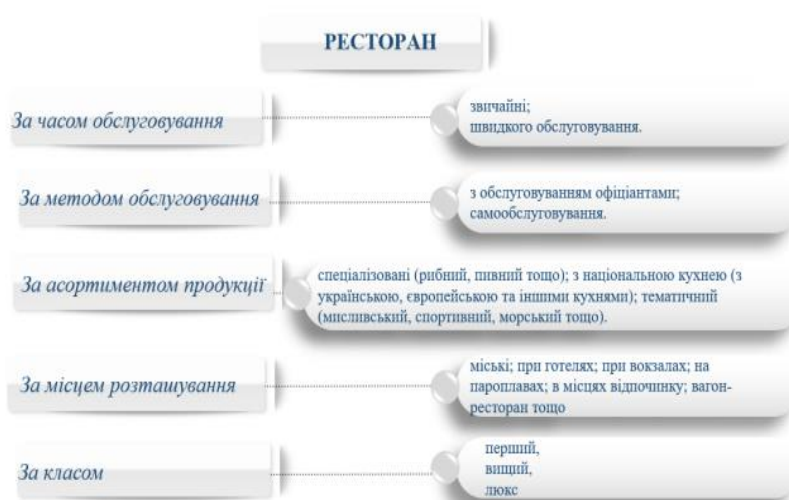 РЕСТОРАН
За часом обслуговування
звичайні;
швидкого обслуговування.
За методом обслуговування
з обслуговуванням офіціантами;
самообслуговування.
За асортиментом продукції
спеціалізовані (рибний, пивний тощо); з національною кухнею (з
українською, європейською та іншими кухнями); тематичний
(мисливський, спортивний, морський тощо).
За місцем розташування
міські; при готелях; при вокзалах; на
пароплавах; в місцях відпочинку; вагон-
ресторан тощо
За класом
перший,
вищий,
люкс